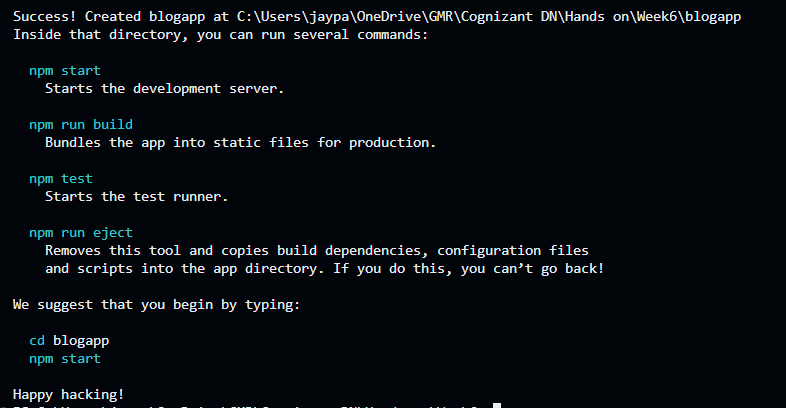 Success! Created blogapp at C:\Users\jaypa\OneDrive\GMR\Cognizant DN\Hands on\Week6\blogapp
Inside that directory, you can run several commands:
npm start
Starts the development server.
npm run build
Bundles the app into static files for production.
npm test
Starts the test runner.
npm run eject
Removes this tool and copies build dependencies, configuration files
and scripts into the app directory. If you do this, you can’t go back!
We suggest that you begin by typing:
cd blogapp
npm start
Happy hacking!